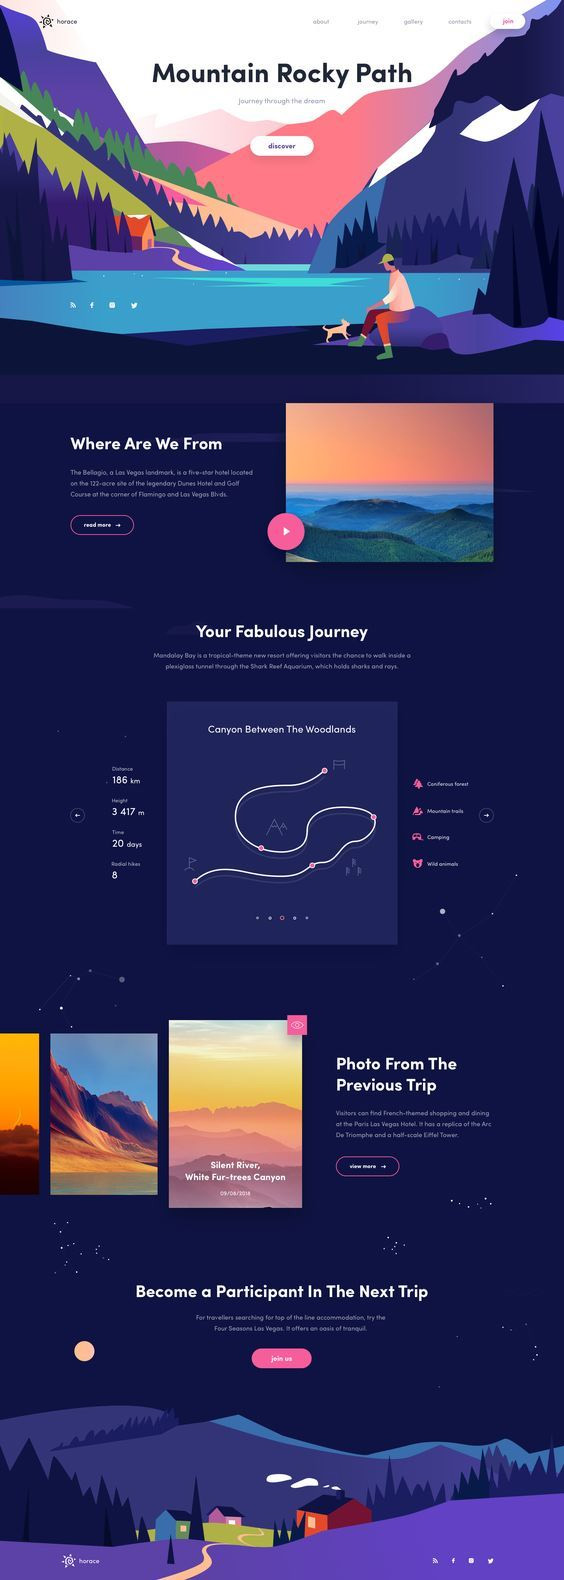 horace
about
journey
gallery
contacts
join
Mountain Rocky Path
journey through the dream
discover
Where Are We From
The Bellagio, a Las Vegas landmark, is a five-star hotel located
on the 122-acre site of the legendary Dunes Hotel and Golf
Course at the corner of Flamingo and Las Vegas Blvds.
read more
Your Fabulous Journey
Mandalay Bay is a tropical-theme new resort offering visitors the chance to walk inside a
plexiglass tunnel through the Shark Reef Aquarium, which holds sharks and rays.
Canyon Between The Woodlands
Distance
186 km
Height
3 417 m
Time
20 days
Radial hikes
8
Coniferous forest
Mountain trails
Camping
Wild animals
Silent River,
White Fur-trees Canyon
09/08/2018
Photo From The
Previous Trip
Visitors can find French-themed shopping and dining
at the Paris Las Vegas Hotel. It has a replica of the Arc
De Triomphe and a half-scale Eiffel Tower.
view more
Become a Participant In The Next Trip
For travellers searching for top of the line accommodation, try the
Four Seasons Las Vegas. It offers an oasis of tranquil.
join us
horace